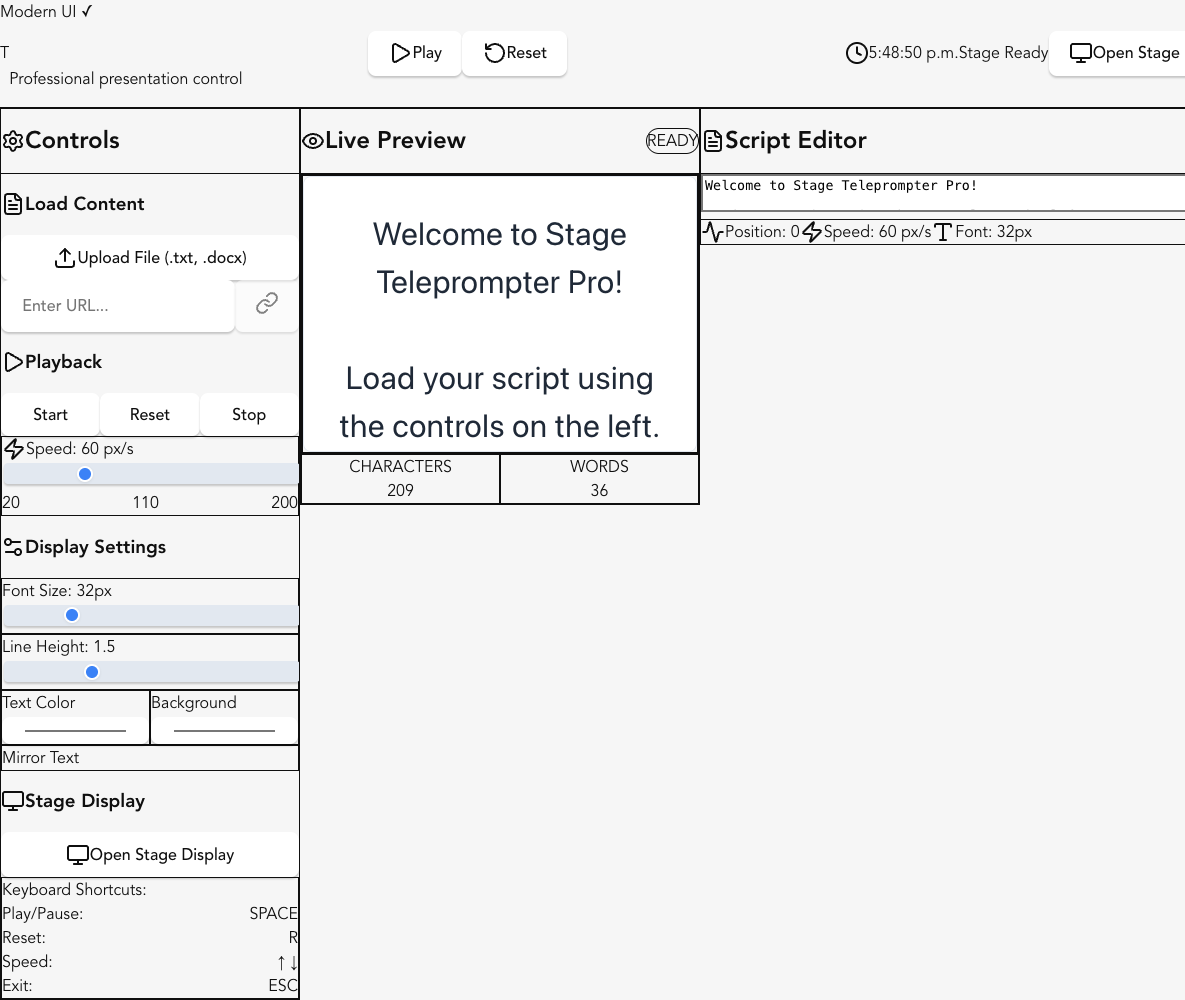 Modern UI ✓
T
Professional presentation control
Play
Reset
5:48:50 p.m.
Stage Ready
Open Stage
Controls
Load Content
Upload File (.txt, .docx)
Enter URL...
Playback
Start
Reset
Stop
Speed: 60 px/s
20
110
200
Display Settings
Font Size: 32px
Line Height: 1.5
Text Color
Background
Mirror Text
Stage Display
Open Stage Display
Keyboard Shortcuts:
Play/Pause: SPACE
Reset: R
Speed: ↑ ↓
Exit: ESC
Live Preview
READY
Welcome to Stage
Teleprompter Pro!
Load your script using
the controls on the left.
CHARACTERS
209
WORDS
36
Script Editor
Welcome to Stage Teleprompter Pro!
Position: 0
Speed: 60 px/s
Font: 32px